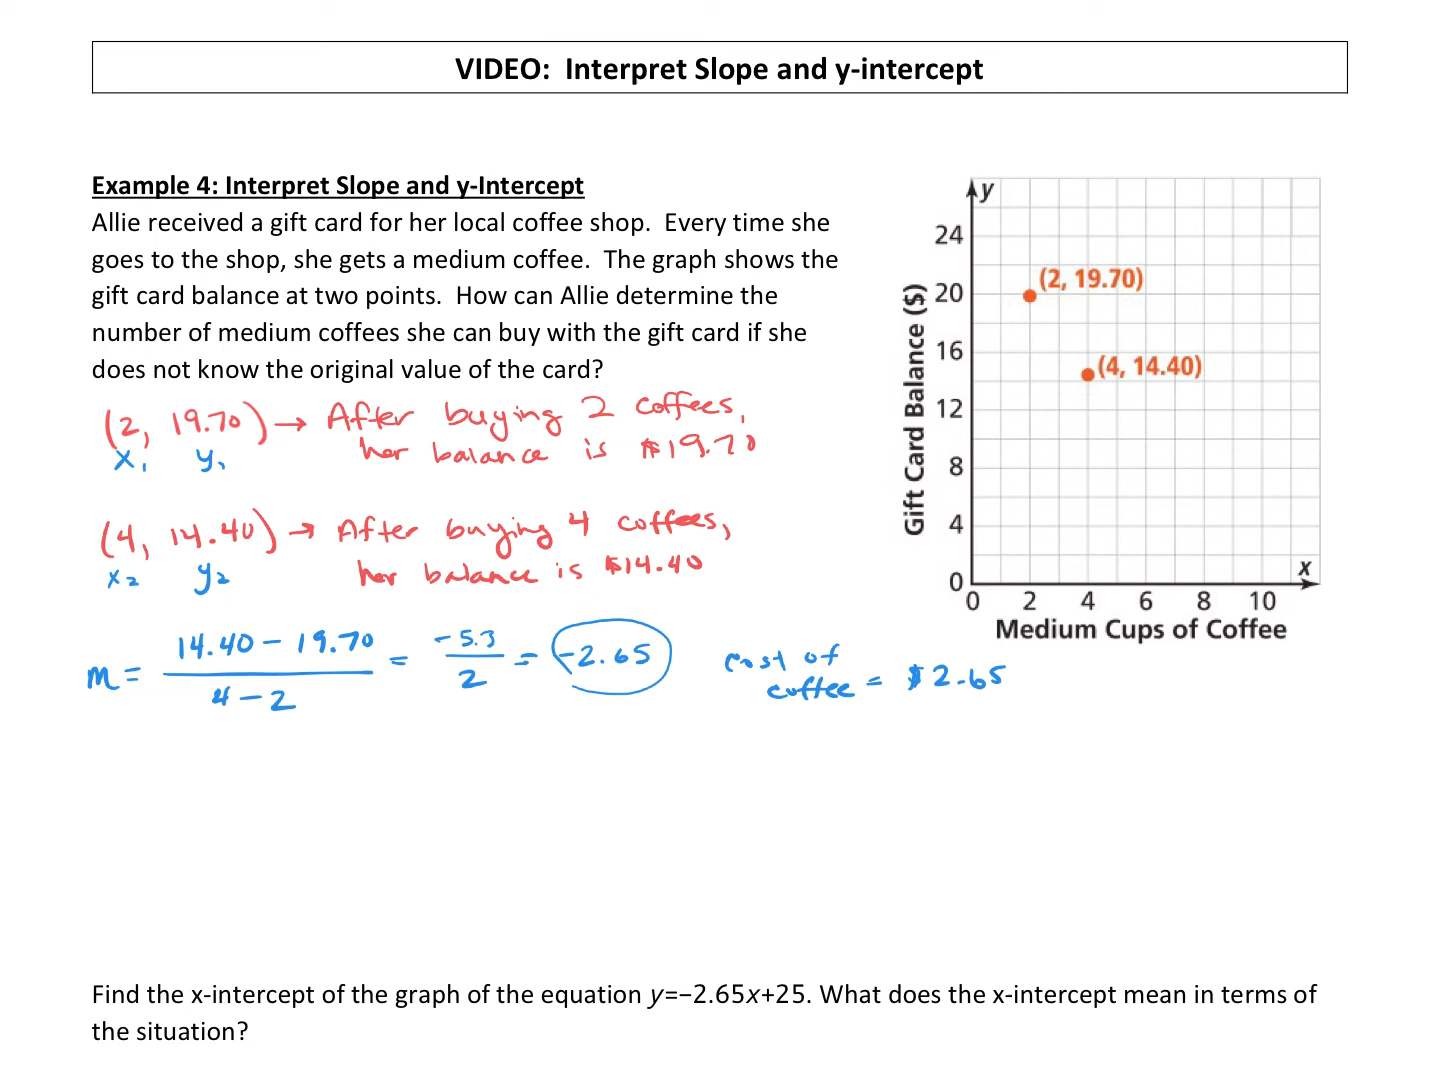 VIDEO:  Interpret Slope and y-intercept
Example 4: Interpret Slope and y-Intercept
Allie received a gift card for her local coffee shop.  Every time she
goes to the shop, she gets a medium coffee.  The graph shows the
gift card balance at two points.  How can Allie determine the
number of medium coffees she can buy with the gift card if she
does not know the original value of the card?
(2, 19.70) → After buying 2 coffees,
her balance is $19.70
x₁ y₁
(4, 14.40) → After buying 4 coffees,
her balance is $14.40
x₂ y₂
m = (14.40 - 19.70)/(4 - 2) = -5.3/2 = -2.65
cost of
coffee = $2.65
y
24
(2, 19.70)
20
16
(4, 14.40)
12
8
4
0
x
0 2 4 6 8 10
Medium Cups of Coffee
Gift Card Balance ($)
Find the x-intercept of the graph of the equation y=−2.65x+25. What does the x-intercept mean in terms of
the situation?